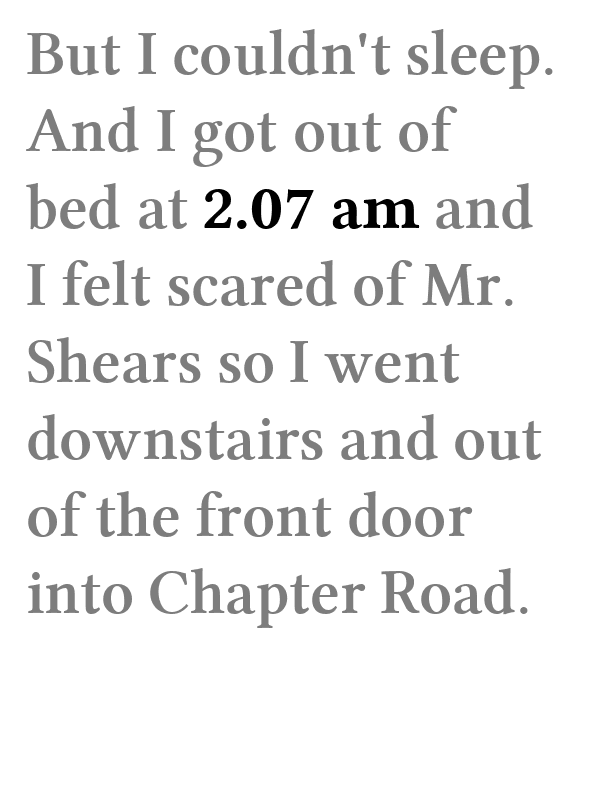 But I couldn't sleep.
And I got out of
bed at 2.07 am and
I felt scared of Mr.
Shears so I went
downstairs and out
of the front door
into Chapter Road.